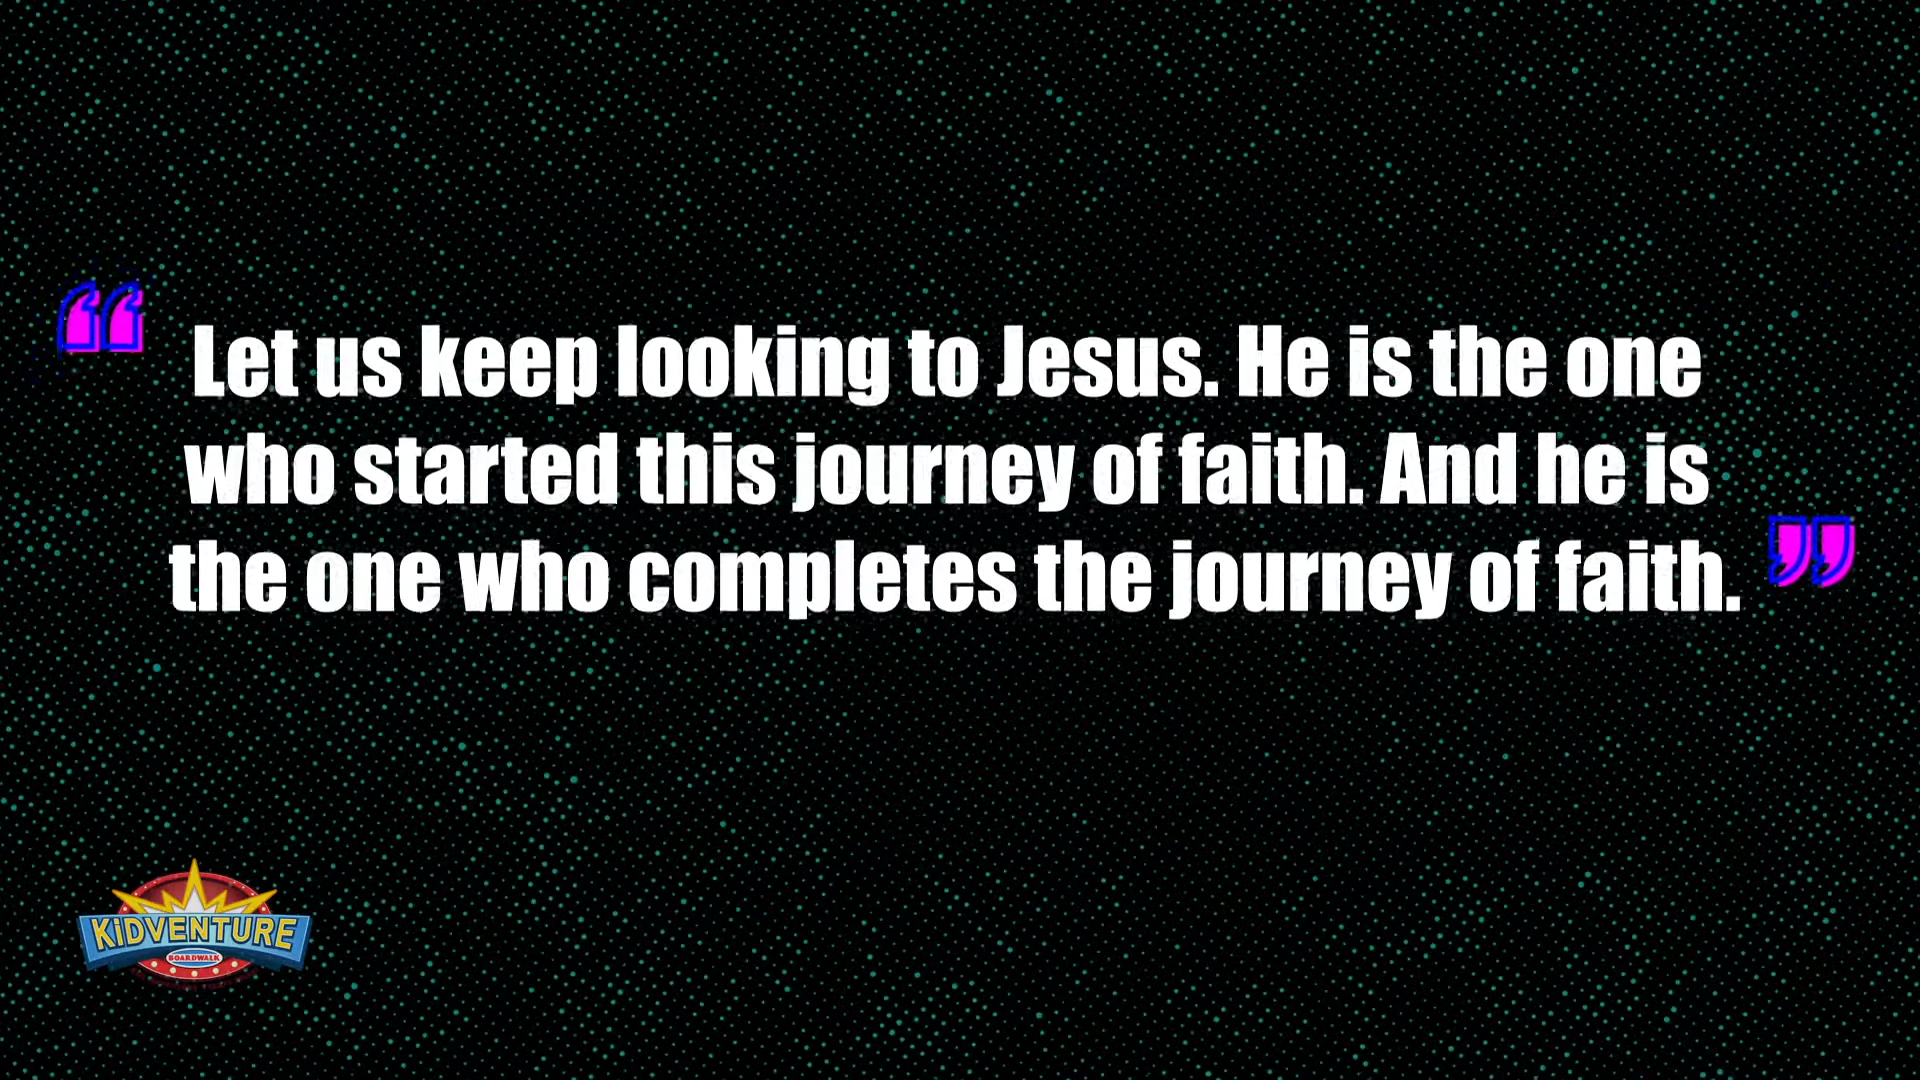 “Let us keep looking to Jesus. He is the one
who started this journey of faith. And he is
the one who completes the journey of faith.”
KiDVENTURE
BOARDWALK